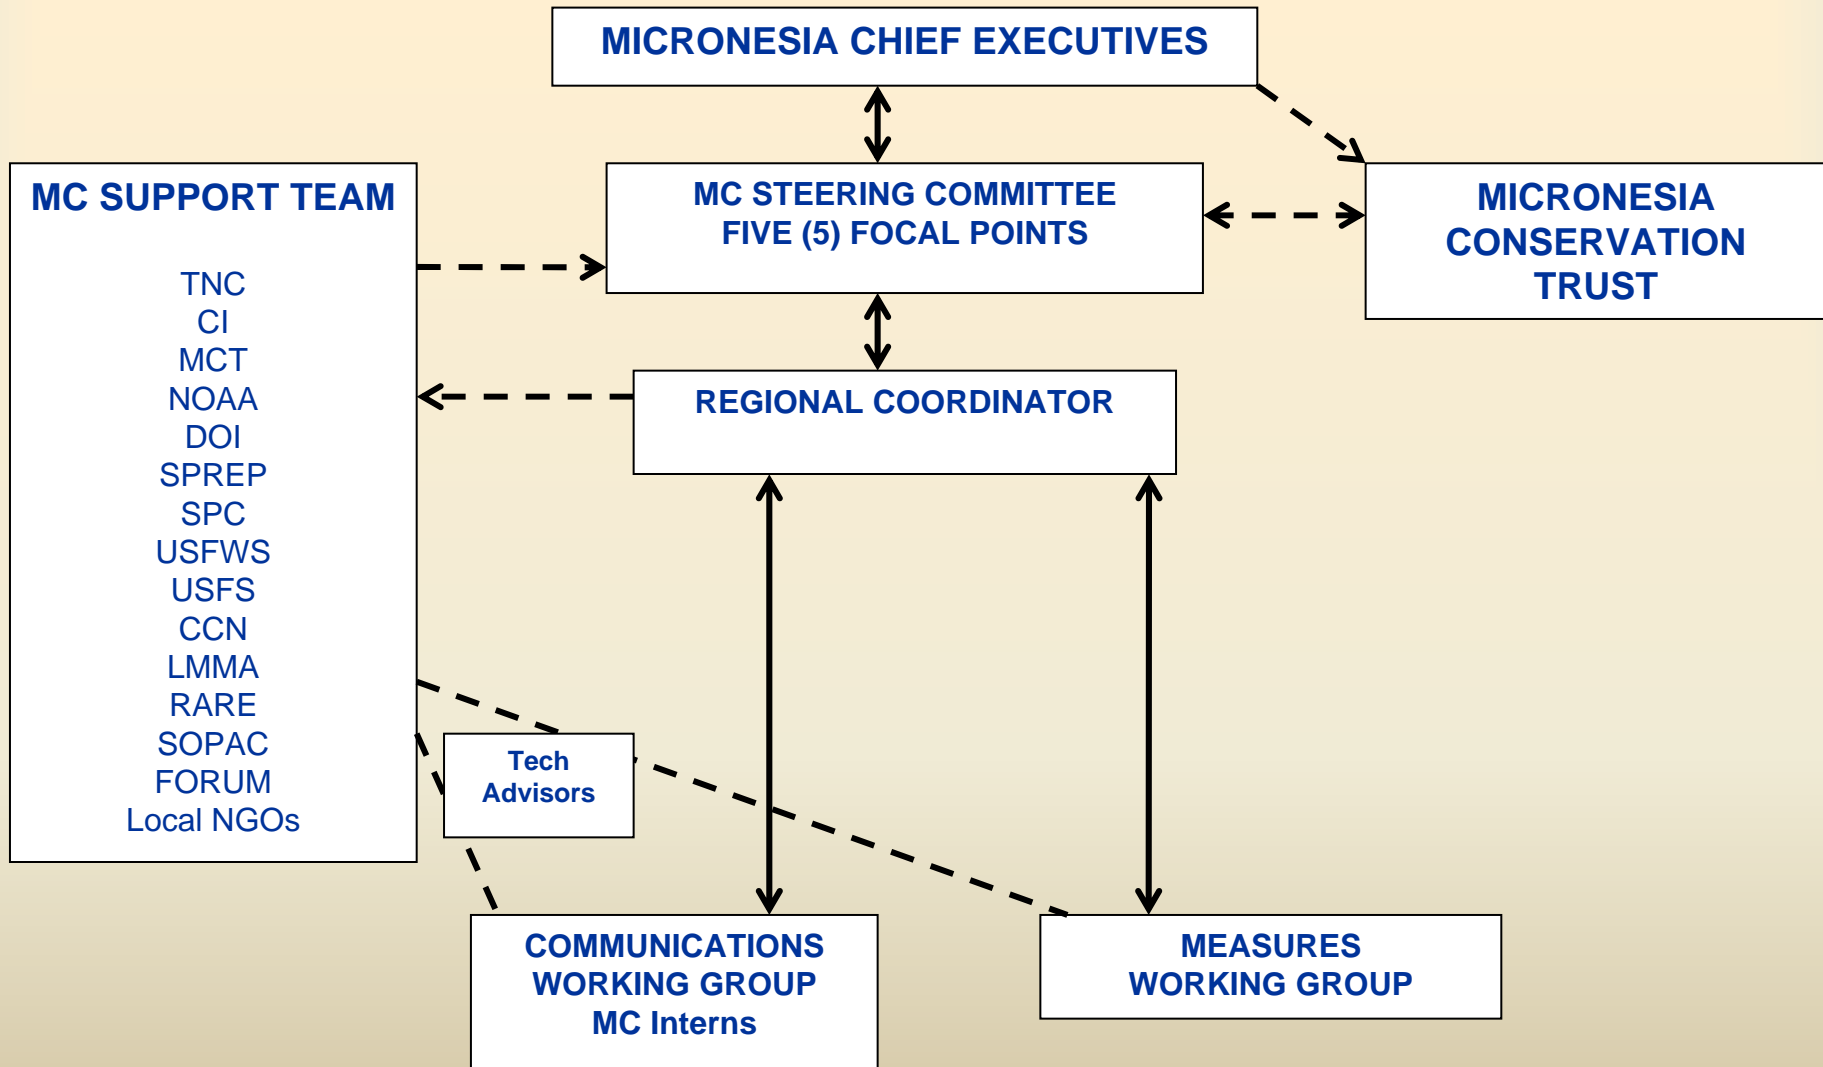 MICRONESIA CHIEF EXECUTIVES
MC SUPPORT TEAM
TNC
CI
MCT
NOAA
DOI
SPREP
SPC
USFWS
USFS
CCN
LMMA
RARE
SOPAC
FORUM
Local NGOs
MC STEERING COMMITTEE
FIVE (5) FOCAL POINTS
MICRONESIA
CONSERVATION
TRUST
REGIONAL COORDINATOR
Tech
Advisors
COMMUNICATIONS
WORKING GROUP
MC Interns
MEASURES
WORKING GROUP